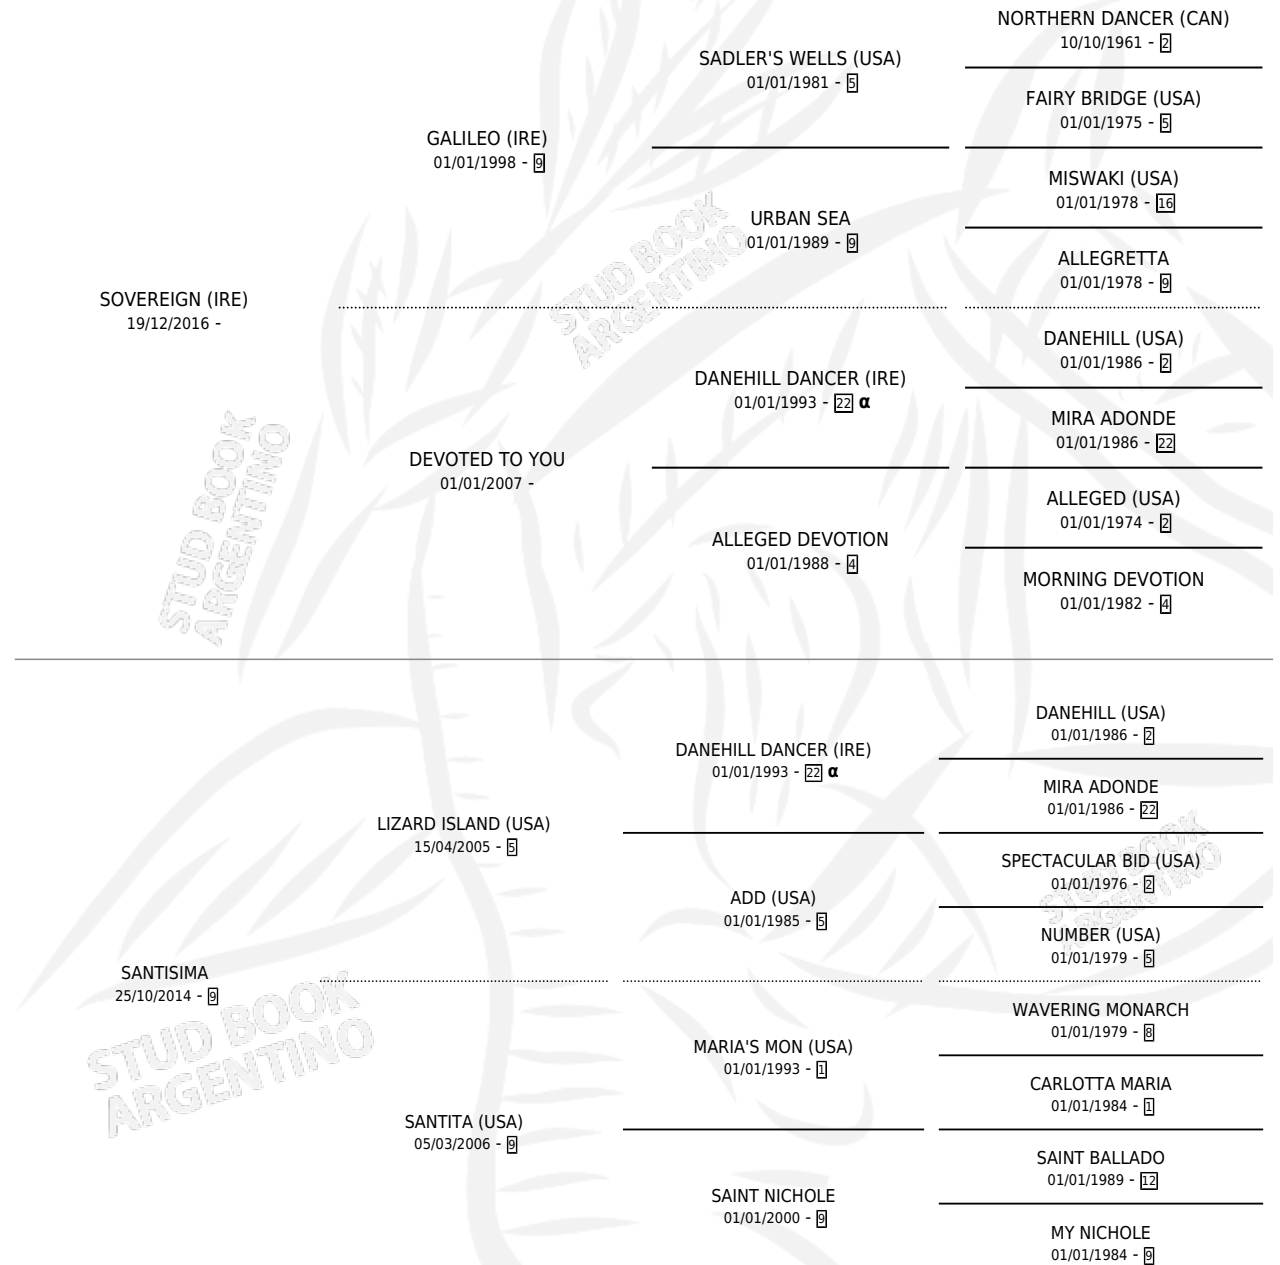 NORTHERN DANCER (CAN)
10/10/1961 - 2
SADLER'S WELLS (USA)
01/01/1981 - 5
FAIRY BRIDGE (USA)
01/01/1975 - 5
GALILEO (IRE)
01/01/1998 - 9
MISWAKI (USA)
01/01/1978 - 16
URBAN SEA
01/01/1989 - 9
ALLEGRETTA
01/01/1978 - 9
SOVEREIGN (IRE)
19/12/2016 -
DANEHILL (USA)
01/01/1986 - 2
DANEHILL DANCER (IRE)
01/01/1993 - 22 α
MIRA ADONDE
01/01/1986 - 22
DEVOTED TO YOU
01/01/2007 -
ALLEGED (USA)
01/01/1974 - 2
ALLEGED DEVOTION
01/01/1988 - 4
MORNING DEVOTION
01/01/1982 - 4
DANEHILL (USA)
01/01/1986 - 2
DANEHILL DANCER (IRE)
01/01/1993 - 22 α
MIRA ADONDE
01/01/1986 - 22
LIZARD ISLAND (USA)
15/04/2005 - 5
SPECTACULAR BID (USA)
01/01/1976 - 2
ADD (USA)
01/01/1985 - 5
NUMBER (USA)
01/01/1979 - 5
SANTISIMA
25/10/2014 - 9
WAVERING MONARCH
01/01/1979 - 8
MARIA'S MON (USA)
01/01/1993 - 1
CARLOTTA MARIA
01/01/1984 - 1
SANTITA (USA)
05/03/2006 - 9
SAINT BALLADO
01/01/1989 - 12
SAINT NICHOLE
01/01/2000 - 9
MY NICHOLE
01/01/1984 - 9
STUD BOOK
ARGENTINO
STUD BOOK
ARGENTINO
STUD BOOK
ARGENTINO
STUD BOOK
ARGENTINO